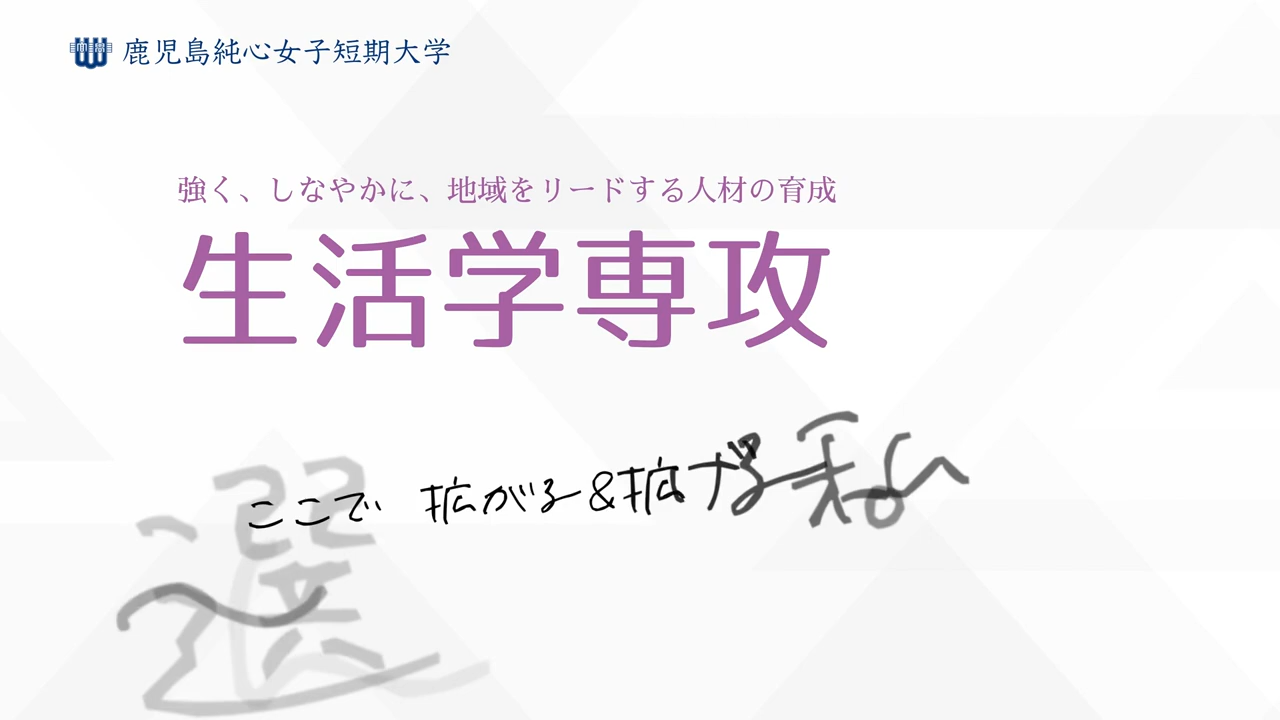 鹿児島純心女子短期大学
強く、しなやかに、地域をリードする人材の育成
生活学専攻
ここで 拡がる&拡げる私
選